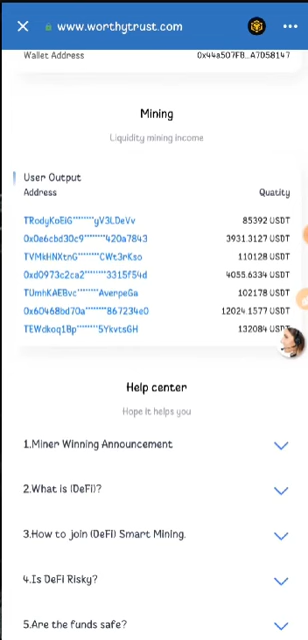 www.worthytrust.com
Wallet Address 0x44a507FB..A7D58147
Mining
Liquidity mining income
User Output
Address Quatity
TRodyKoEiG********yV3LDeVv 85392 USDT
0x0e6cbd30c9********420a7843 3931.3127 USDT
TVMkHNXtnG********CWt3rKso 110128 USDT
0xd0973c2ca2********3315f54d 4055.6334 USDT
TUmhKAEBvc********AverpeGa 102178 USDT
0x60468bd70a********867234e0 12024.1577 USDT
TEWdkoq1Bp********5YkvtsGH 132084 USDT
Help center
Hope it helps you
1.Miner Winning Announcement
2.What is (DeFi)?
3.How to join (DeFi) Smart Mining.
4.Is DeFi Risky?
5.Are the funds safe?